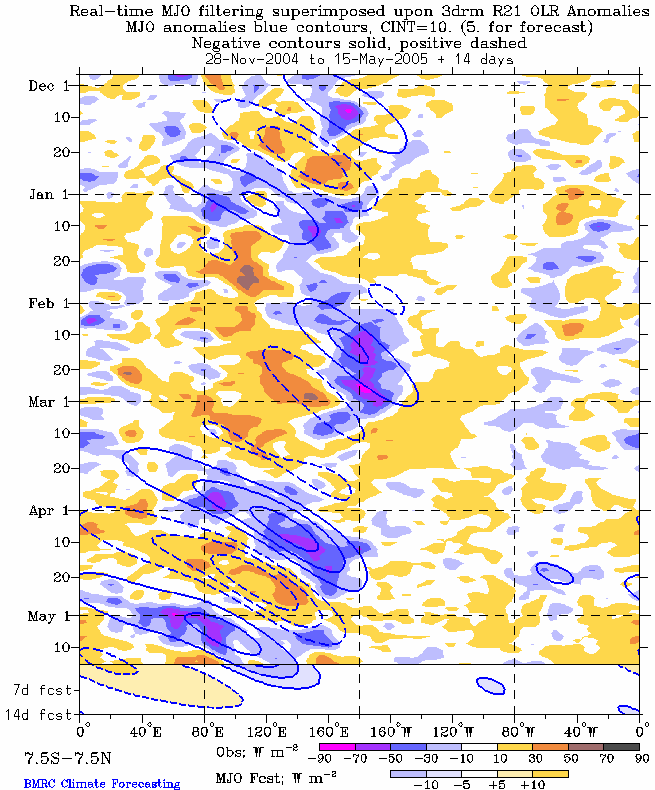 Real-time MJO filtering superimposed upon 3drm R21 OLR Anomalies
MJO anomalies blue contours, CINT=10. (5. for forecast)
Negative contours solid, positive dashed
28-Nov-2004 to 15-May-2005 + 14 days
Dec 1
10
20
Jan 1
10
20
Feb 1
10
20
Mar 1
10
20
Apr 1
10
20
May 1
10
7d fcst
14d fcst
0° 40°E 80°E 120°E 160°E 160°W 120°W 80°W 40°W 0°
7.5S-7.5N
Obs; W m⁻²
-90 -70 -50 -30 -10 10 30 50 70 90
BMRC Climate Forecasting
MJO Fcst; W m⁻²
-10 -5 +5 +10